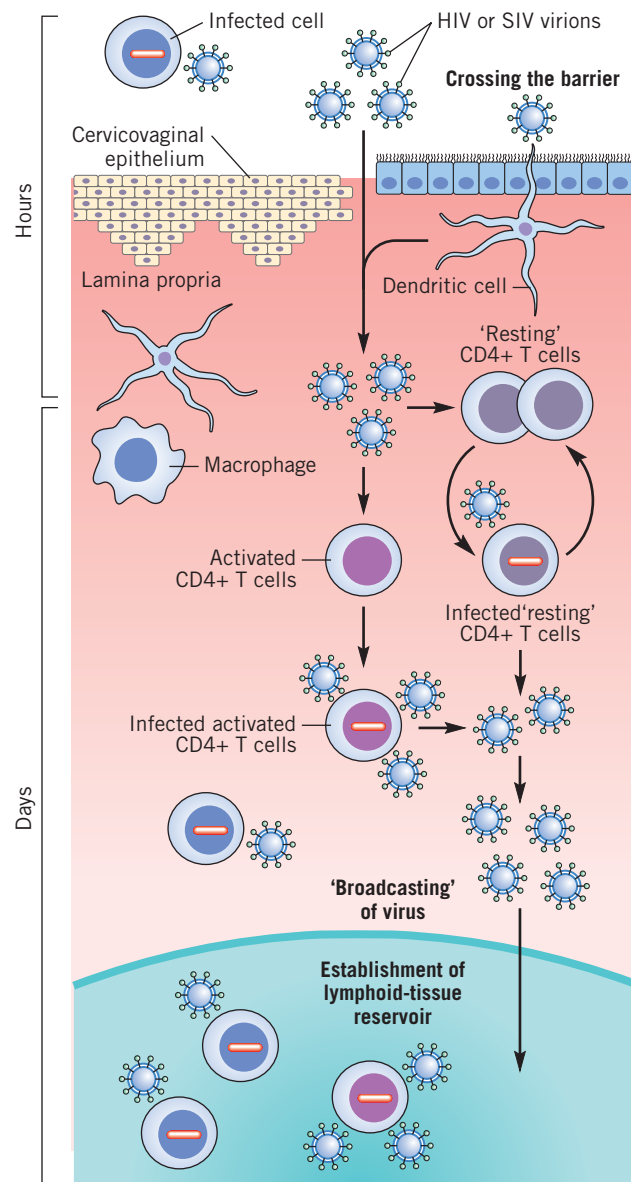 Infected cell
HIV or SIV virions
Crossing the barrier
Cervicovaginal
epithelium
Hours
Lamina propria
Dendritic cell
‘Resting’
CD4+ T cells
Macrophage
Activated
CD4+ T cells
Infected‘resting’
CD4+ T cells
Infected activated
CD4+ T cells
Days
‘Broadcasting’
of virus
Establishment of
lymphoid-tissue
reservoir